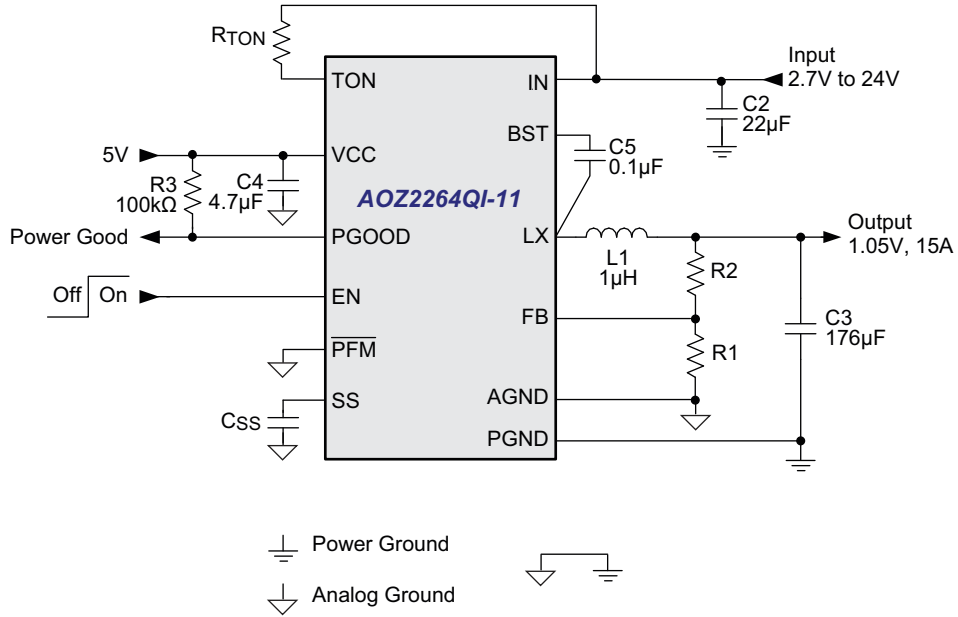 RTON
TON
IN
Input
2.7V to 24V
C2
22µF
BST
C5
0.1µF
5V
VCC
R3
100kΩ
C4
4.7µF
AOZ2264QI-11
Power Good
PGOOD
LX
L1
1µH
Output
1.05V, 15A
R2
Off
On
EN
FB
C3
176µF
PFM
R1
SS
CSS
AGND
PGND
Power Ground
Analog Ground